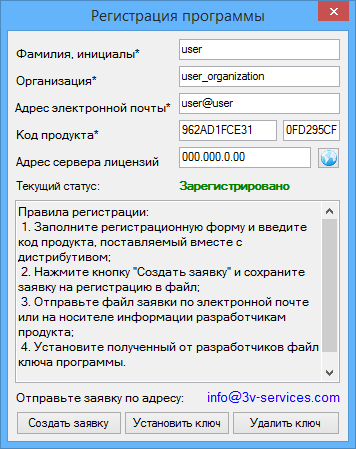 Регистрация программы
Фамилия, инициалы* user
Организация* user_organization
Адрес электронной почты* user@user
Код продукта* 962AD1FCE31 0FD295CF
Адрес сервера лицензий 000.000.0.00
Текущий статус: Зарегистрировано
Правила регистрации:
1. Заполните регистрационную форму и введите
код продукта, поставляемый вместе с
дистрибутивом;
2. Нажмите кнопку "Создать заявку" и сохраните
заявку на регистрацию в файл;
3. Отправьте файл заявки по электронной почте
или на носителе информации разработчикам
продукта;
4. Установите полученный от разработчиков файл
ключа программы.
Отправьте заявку по адресу: info@3v-services.com
Создать заявку Установить ключ Удалить ключ